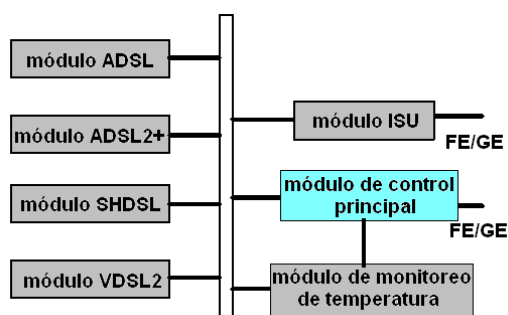 módulo ADSL
módulo ADSL2+
módulo SHDSL
módulo VDSL2
módulo ISU
FE/GE
módulo de control
principal
FE/GE
módulo de monitoreo
de temperatura